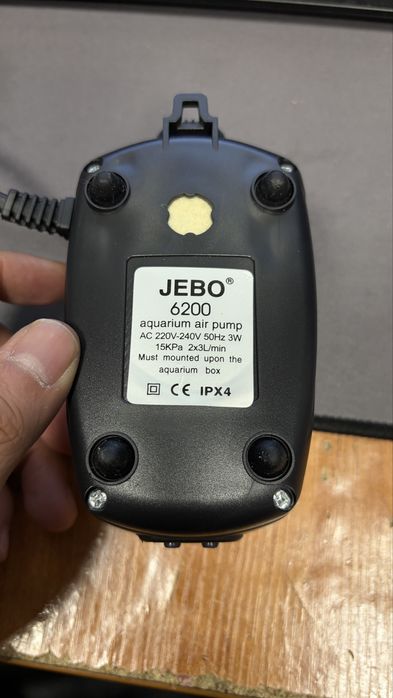 JEBO®
6200
aquarium air pump
AC 220V-240V 50Hz 3W
15KPa 2x3L/min
Must mounted upon the
aquarium box
CE IPX4